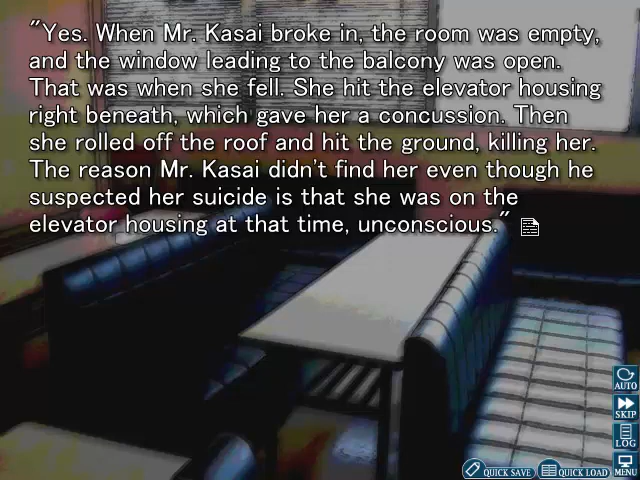 "Yes. When Mr. Kasai broke in, the room was empty,
and the window leading to the balcony was open.
That was when she fell. She hit the elevator housing
right beneath, which gave her a concussion. Then
she rolled off the roof and hit the ground, killing her.
The reason Mr. Kasai didn't find her even though he
suspected her suicide is that she was on the
elevator housing at that time, unconscious."
AUTO
SKIP
LOG
MENU
QUICK SAVE
QUICK LOAD